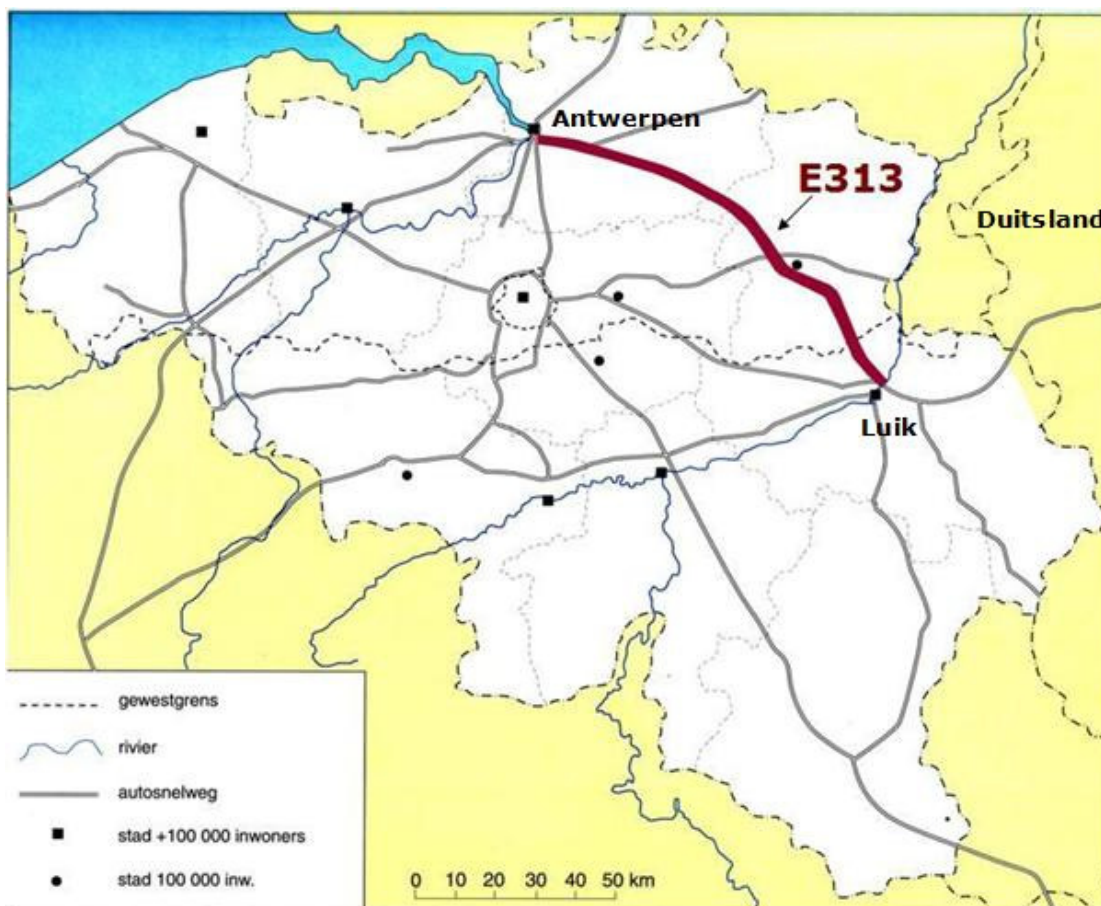 Antwerpen
E313
Duitsland
Luik
gewestgrens
rivier
autosnelweg
stad +100 000 inwoners
stad 100 000 inw.
0 10 20 30 40 50 km